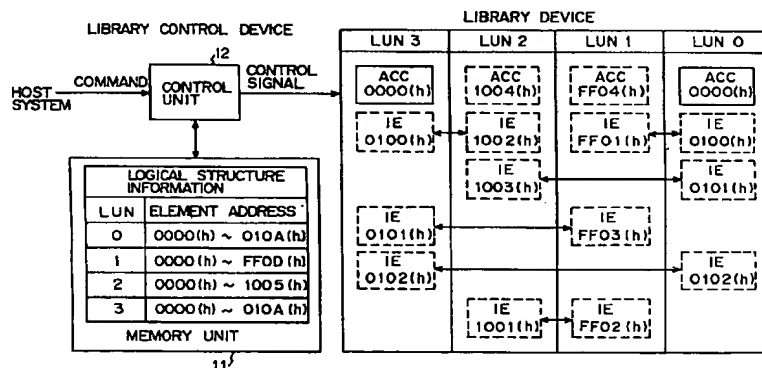 LIBRARY CONTROL DEVICE
12
HOST SYSTEM
COMMAND
CONTROL UNIT
CONTROL SIGNAL
LOGICAL STRUCTURE INFORMATION
LUN ELEMENT ADDRESS
0 0000(h) ~ 010A(h)
1 0000(h) ~ FF0D(h)
2 0000(h) ~ 1005(h)
3 0000(h) ~ 010A(h)
MEMORY UNIT
11
LIBRARY DEVICE
LUN 3 LUN 2 LUN 1 LUN 0
ACC ACC ACC ACC
0000(h) 1004(h) FF04(h) 0000(h)
IE IE IE IE
0100(h) 1002(h) FF01(h) 0100(h)
IE IE
1003(h) 0101(h)
IE IE
0101(h) FF03(h)
IE IE
0102(h) 0102(h)
IE IE
1001(h) FF02(h)